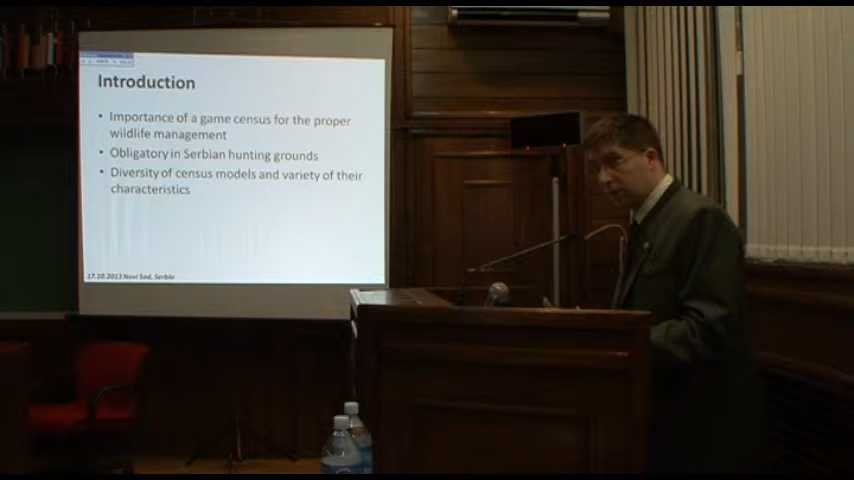 Introduction
• Importance of a game census for the proper
wildlife management
• Obligatory in Serbian hunting grounds
• Diversity of census models and variety of their
characteristics
17.10.2013 Novi Sad, Serbia